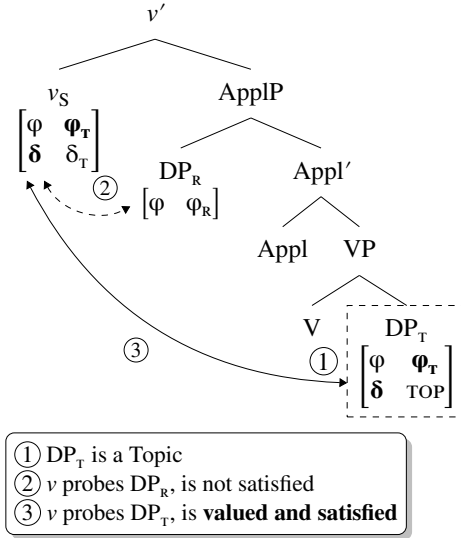 v′
vS ApplP
[φ φT]
[δ δT]
② DPR Appl′
[φ φR]
Appl VP
③ V DPT
① [φ φT]
[δ TOP]
① DPT is a Topic
② v probes DPR, is not satisfied
③ v probes DPT, is valued and satisfied